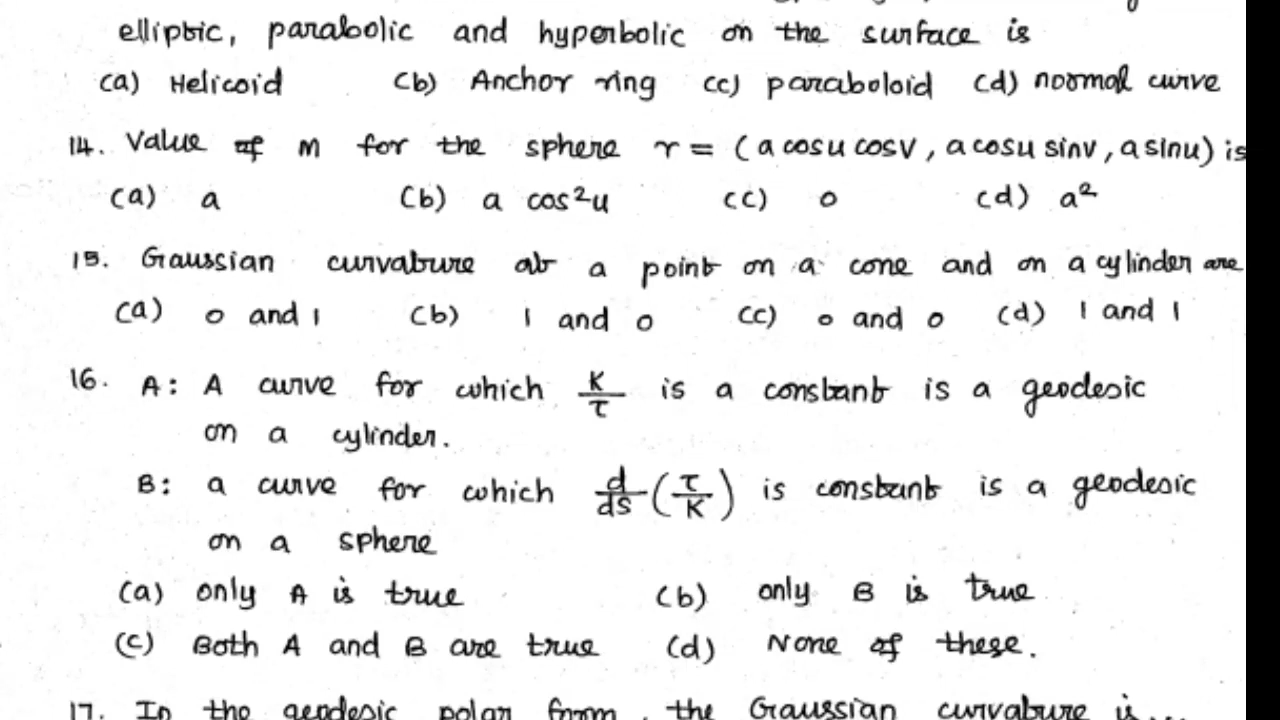 elliptic, parabolic and hyperbolic on the surface is
(a) Helicoid (b) Anchor ring (c) paraboloid (d) normal curve
14. Value of M for the sphere r = (a cosu cosv, a cosu sinv, a sinu) is
(a) a (b) a cos²u (c) 0 (d) a²
15. Gaussian curvature at a point on a cone and on a cylinder are
(a) 0 and 1 (b) 1 and 0 (c) 0 and 0 (d) 1 and 1
16. A: A curve for which K/τ is a constant is a geodesic
on a cylinder.
B: a curve for which d/ds (τ/K) is constant is a geodesic
on a sphere
(a) only A is true (b) only B is true
(c) Both A and B are true (d) None of these.
17. In the geodesic polar form, the Gaussian curvature is...